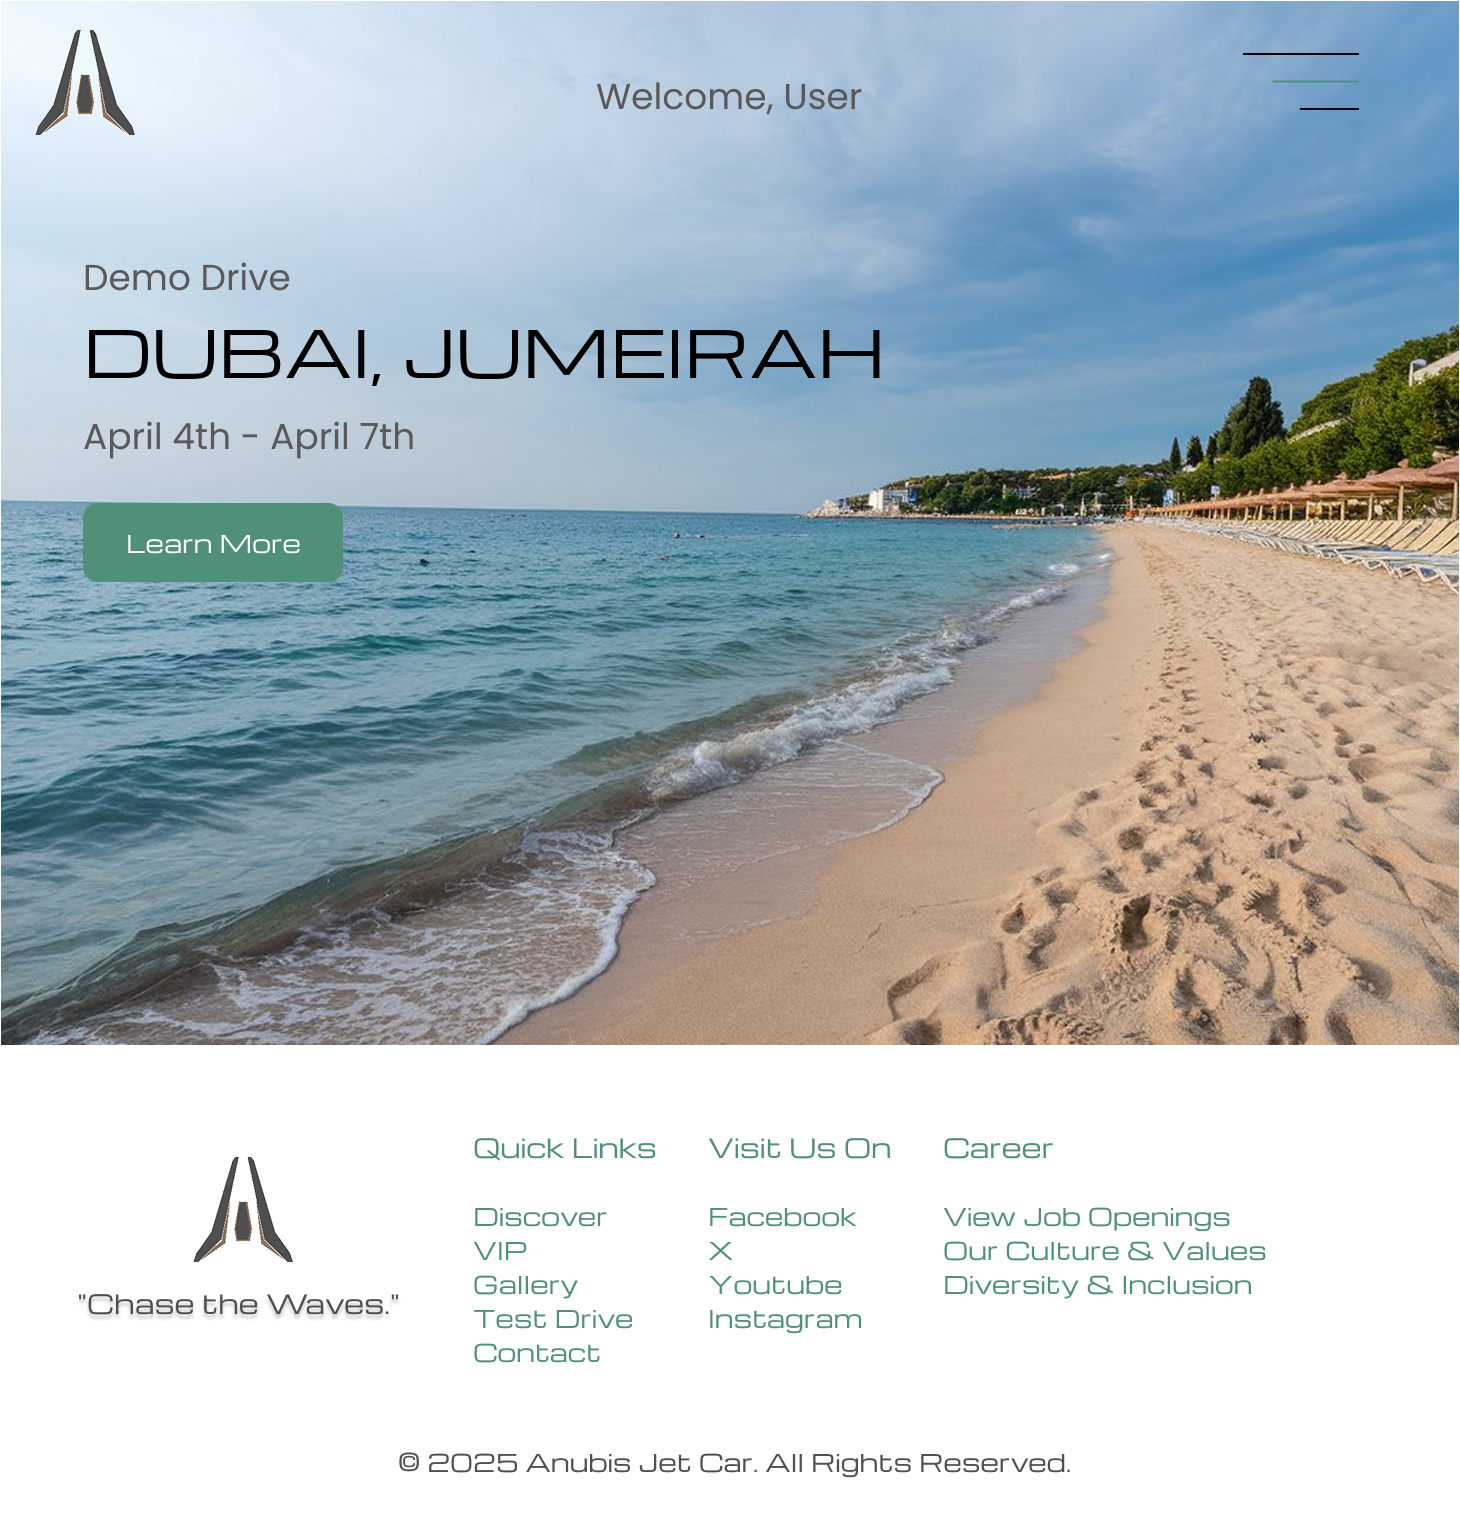 Welcome, User
Demo Drive
DUBAI, JUMEIRAH
April 4th - April 7th
Learn More
"Chase the Waves."
Quick Links
Discover
VIP
Gallery
Test Drive
Contact
Visit Us On
Facebook
X
Youtube
Instagram
Career
View Job Openings
Our Culture & Values
Diversity & Inclusion
© 2025 Anubis Jet Car. All Rights Reserved.